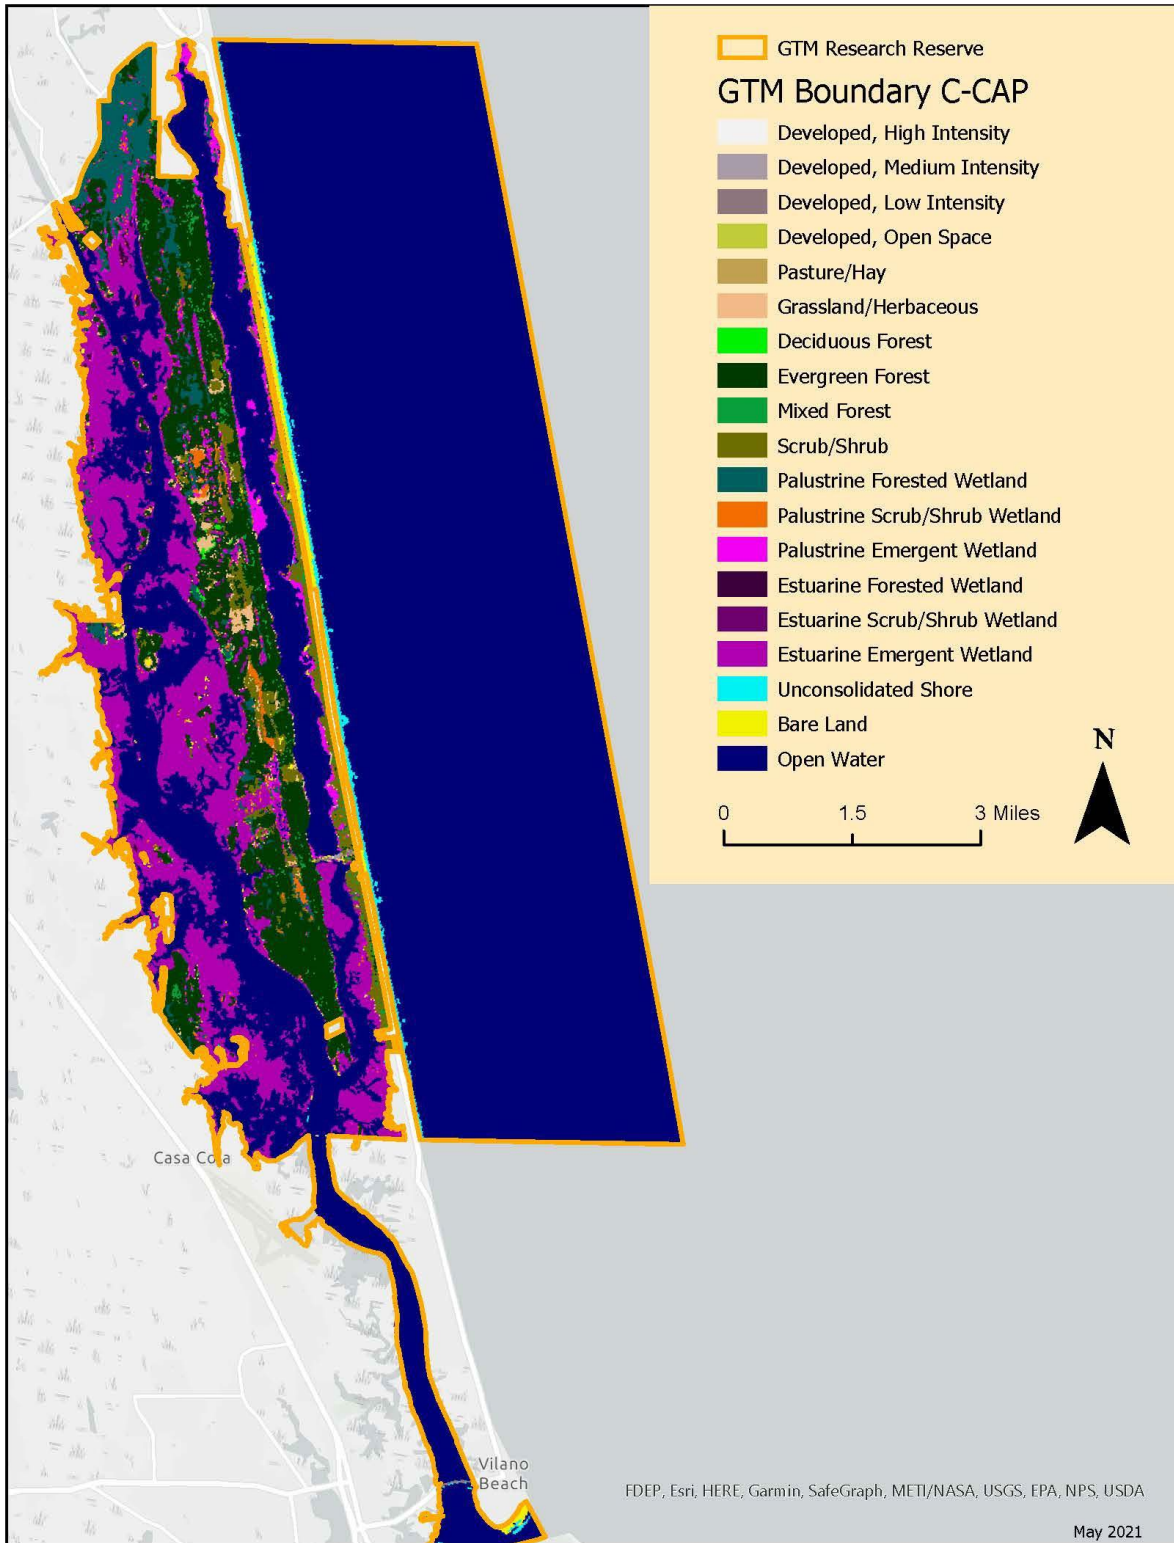 GTM Research Reserve
GTM Boundary C-CAP
Developed, High Intensity
Developed, Medium Intensity
Developed, Low Intensity
Developed, Open Space
Pasture/Hay
Grassland/Herbaceous
Deciduous Forest
Evergreen Forest
Mixed Forest
Scrub/Shrub
Palustrine Forested Wetland
Palustrine Scrub/Shrub Wetland
Palustrine Emergent Wetland
Estuarine Forested Wetland
Estuarine Scrub/Shrub Wetland
Estuarine Emergent Wetland
Unconsolidated Shore
Bare Land
Open Water
N
0 1.5 3 Miles
Casa Cola
Vilano
Beach
FDEP, Esri, HERE, Garmin, SafeGraph, METI/NASA, USGS, EPA, NPS, USDA
May 2021